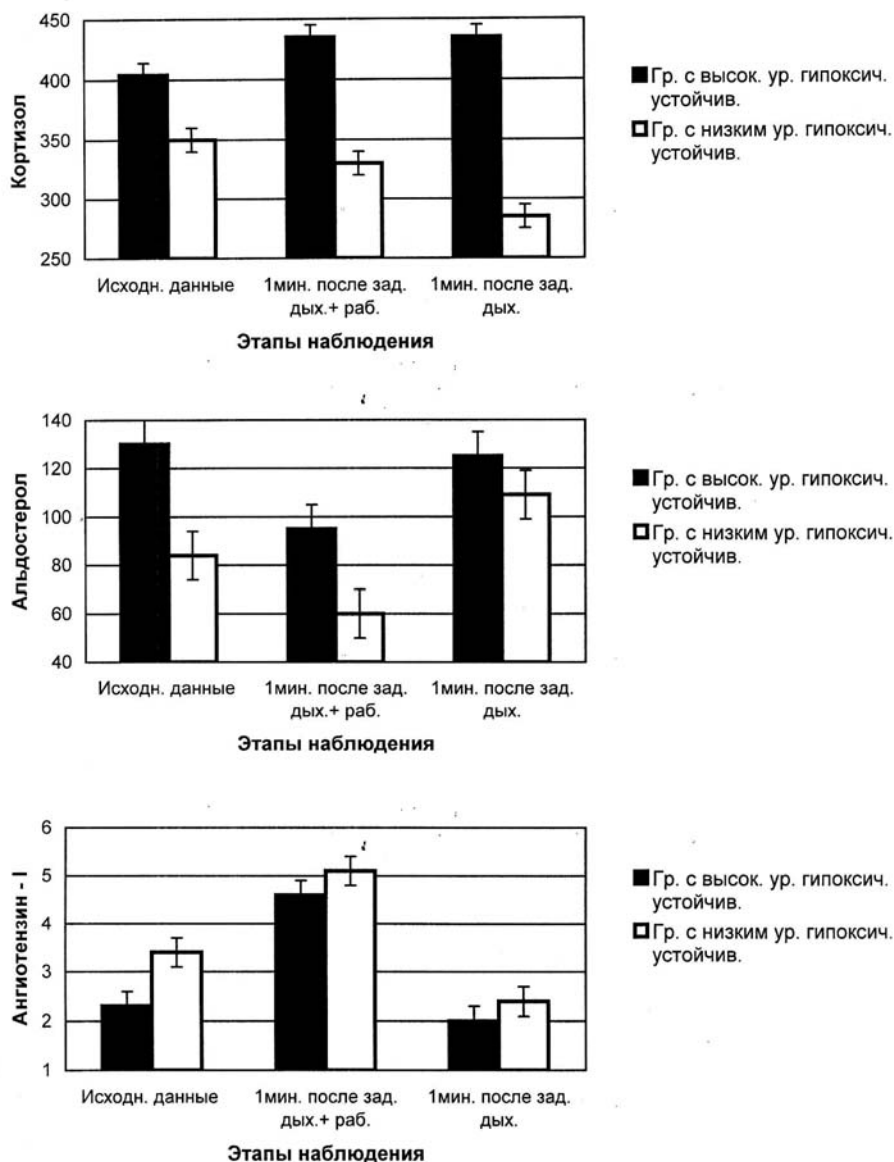 450
400
350
300
250
Кортизол
Исходн. данные
1мин. после зад.
дых.+ раб.
1мин. после зад.
дых.
Этапы наблюдения
Гр. с высок. ур. гипоксич.
устойчив.
Гр. с низким ур. гипоксич.
устойчив.
140
120
100
80
60
40
Альдостерол
Исходн. данные
1мин. после зад.
дых.+ раб.
1мин. после зад.
дых.
Этапы наблюдения
Гр. с высок. ур. гипоксич.
устойчив.
Гр. с низким ур. гипоксич.
устойчив.
6
5
4
3
2
1
Ангиотензин - I
Исходн. данные
1мин. после зад.
дых.+ раб.
1мин. после зад.
дых.
Этапы наблюдения
Гр. с высок. ур. гипоксич.
устойчив.
Гр. с низким ур. гипоксич.
устойчив.